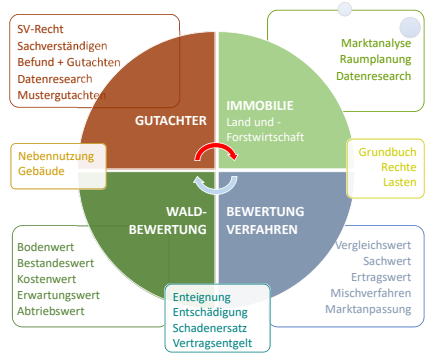 SV-Recht
Sachverständigen
Befund + Gutachten
Datenresearch
Mustergutachten
Marktanalyse
Raumplanung
Datenresearch
GUTACHTER
IMMOBILIE
Land und -
Forstwirtschaft
Nebennutzung
Gebäude
Grundbuch
Rechte
Lasten
WALD-
BEWERTUNG
BEWERTUNG
VERFAHREN
Bodenwert
Bestandeswert
Kostenwert
Erwartungswert
Abtriebswert
Vergleichswert
Sachwert
Ertragswert
Mischverfahren
Marktanpassung
Enteignung
Entschädigung
Schadenersatz
Vertragsentgelt